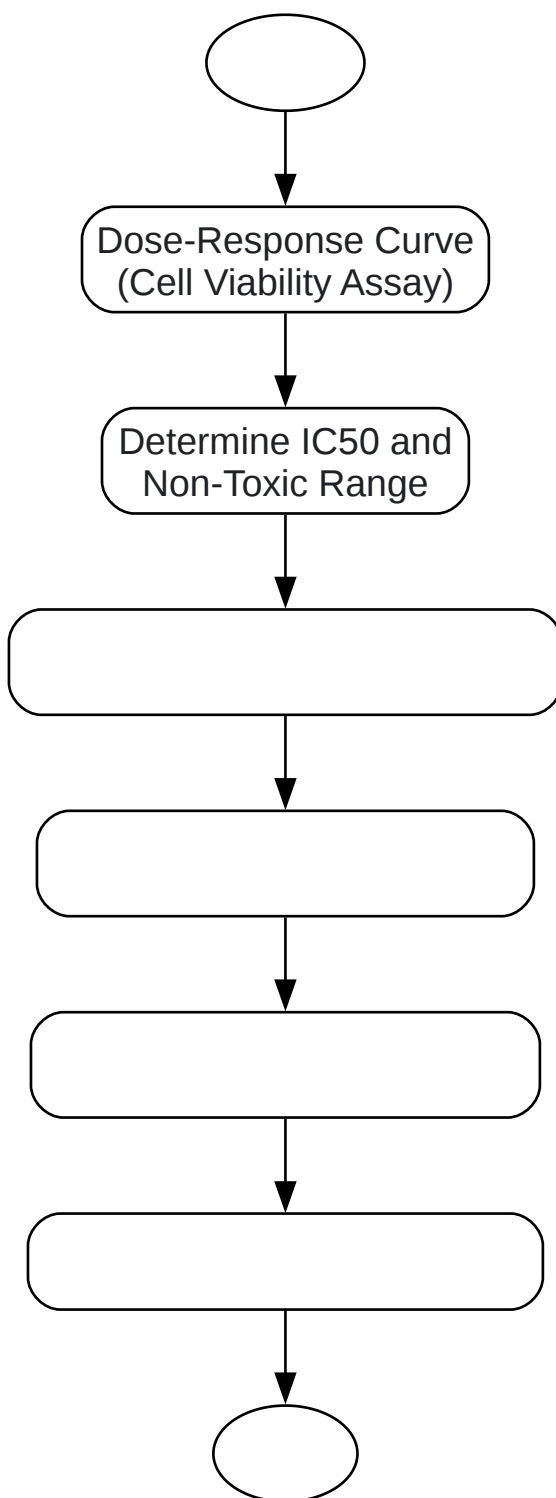 Dose-Response Curve
(Cell Viability Assay)
Determine IC50 and
Non-Toxic Range